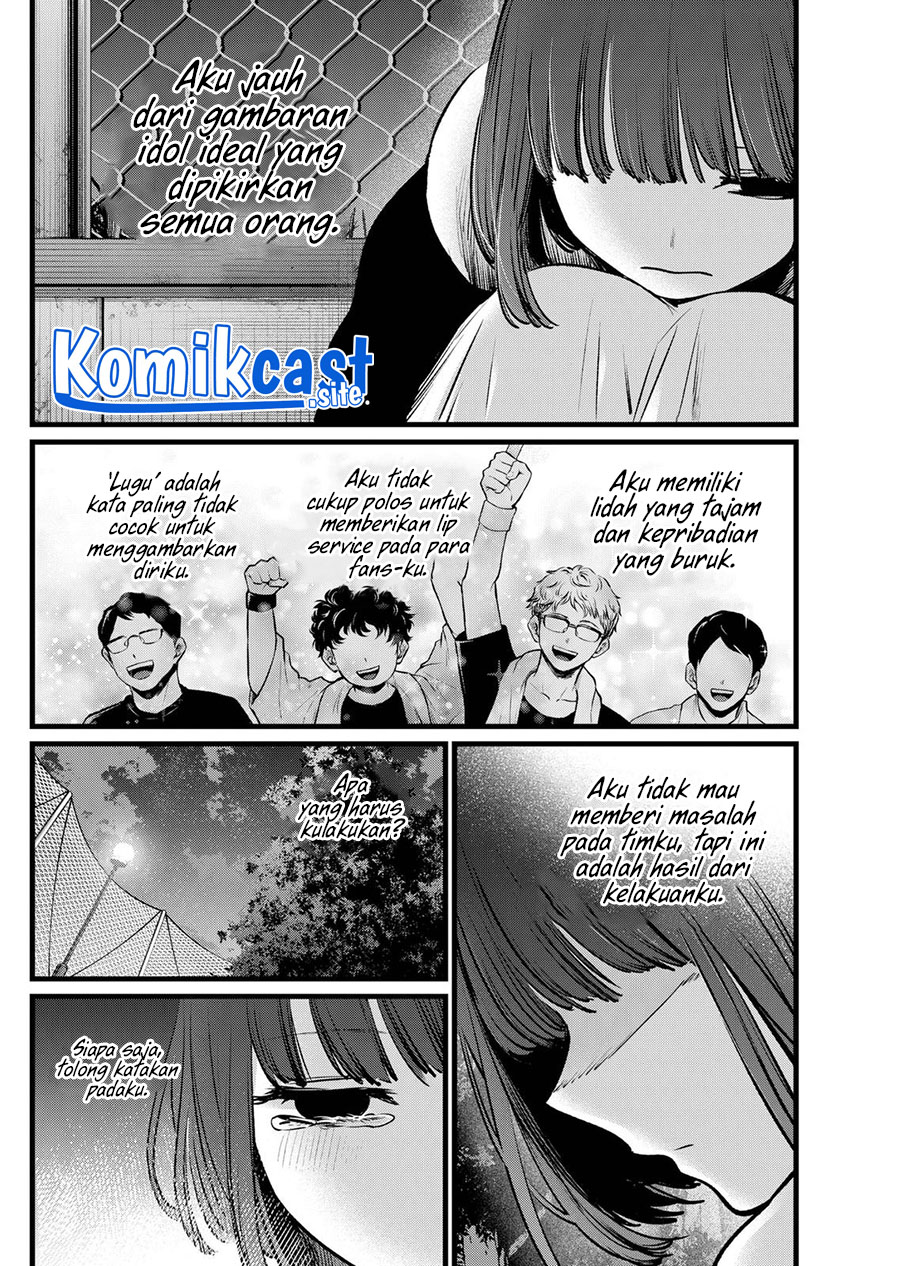 Aku jauh
dari gambaran
idol ideal yang
dipikirkan
semua orang.
Komikcast
.site
Aku memiliki
lidah yang tajam
dan kepribadian
yang buruk.
Aku tidak
cukup polos untuk
memberikan lip
service pada para
fans-ku.
'Lugu' adalah
kata paling tidak
cocok untuk
menggambarkan
diriku.
Aku tidak mau
memberi masalah
pada timku, tapi ini
adalah hasil dari
kelakuanku.
Apa
yang harus
kulakukan?
Siapa saja,
tolong katakan
padaku.